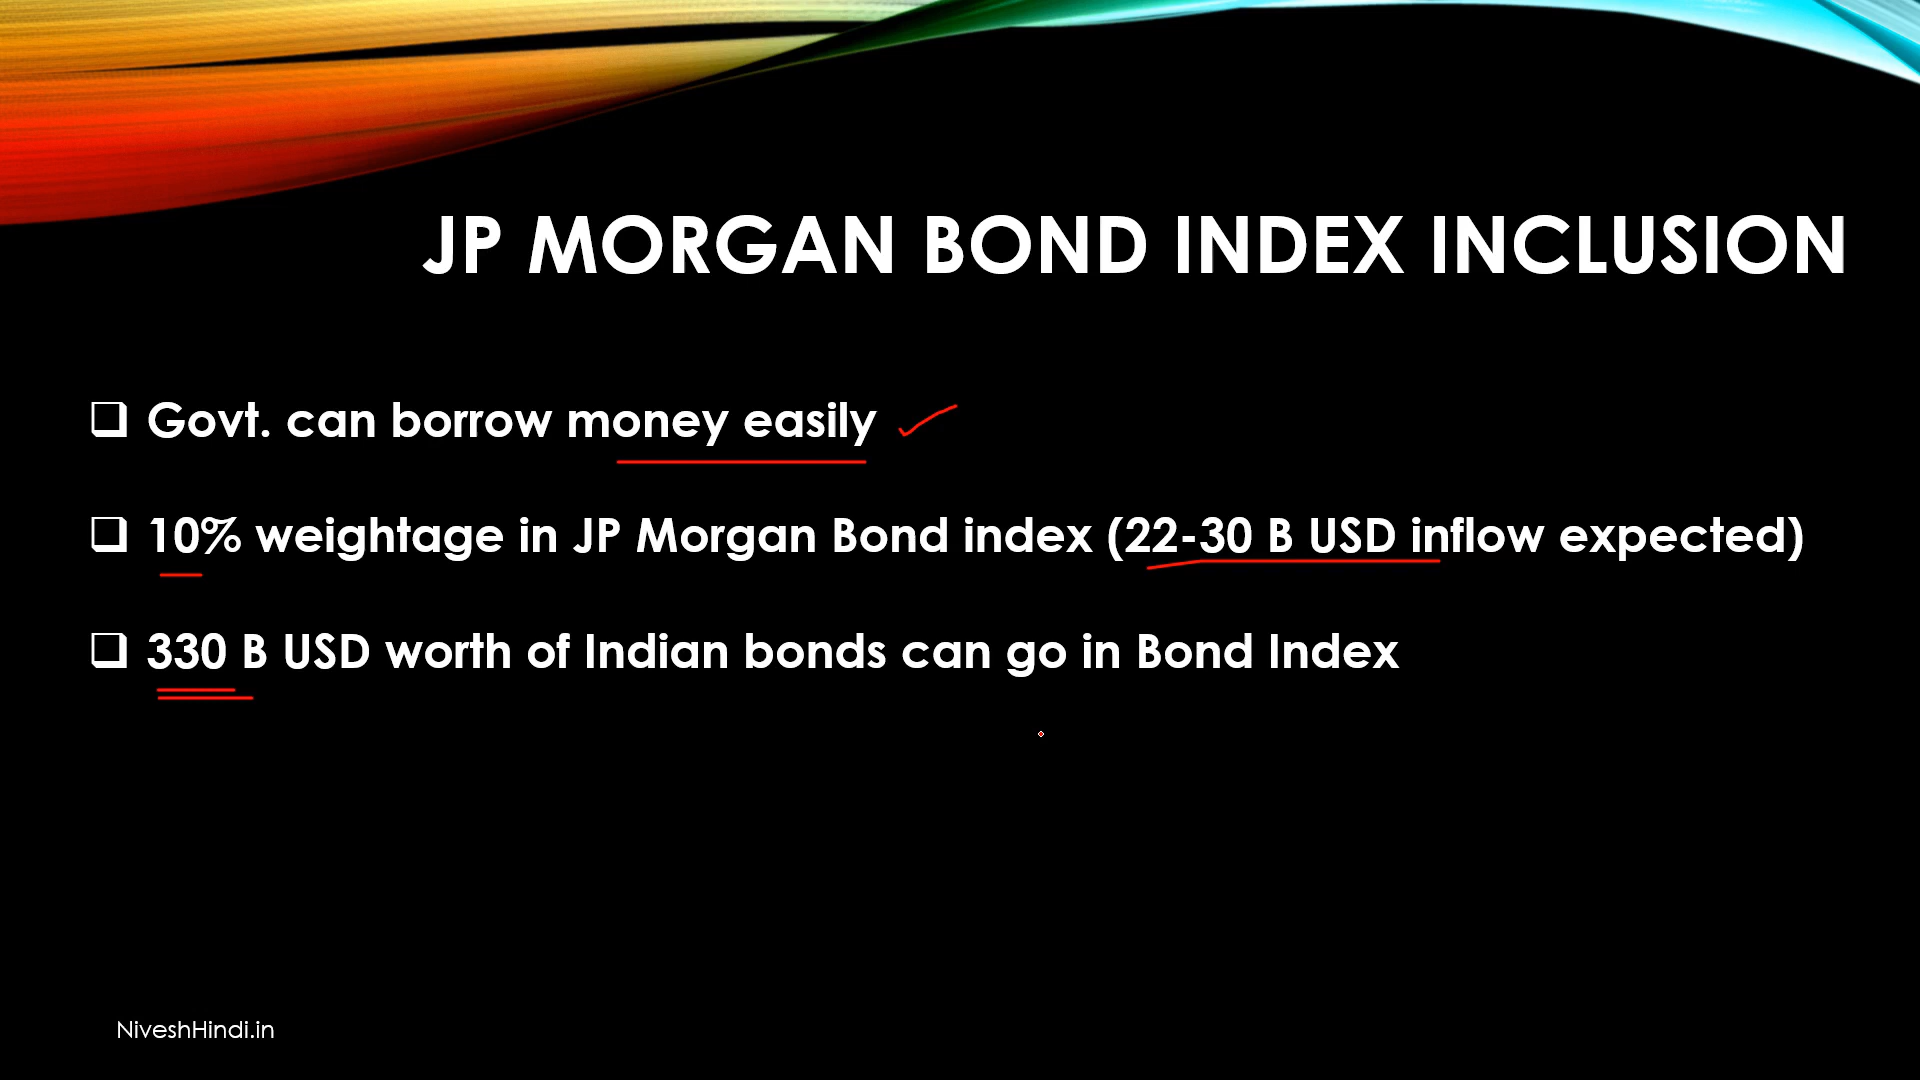 JP MORGAN BOND INDEX INCLUSION
Govt. can borrow money easily
10% weightage in JP Morgan Bond index (22-30 B USD inflow expected)
330 B USD worth of Indian bonds can go in Bond Index
NiveshHindi.in